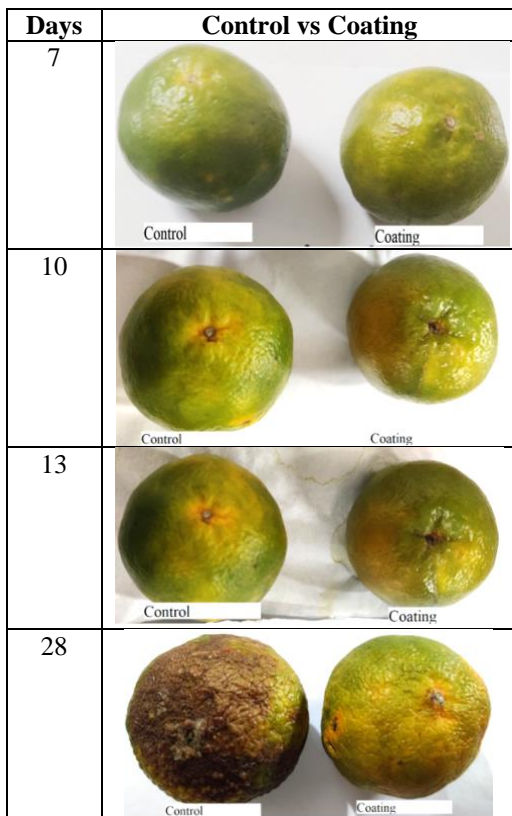 Days Control vs Coating
7
Control Coating
10
Control Coating
13
Control Coating
28
Control Coating